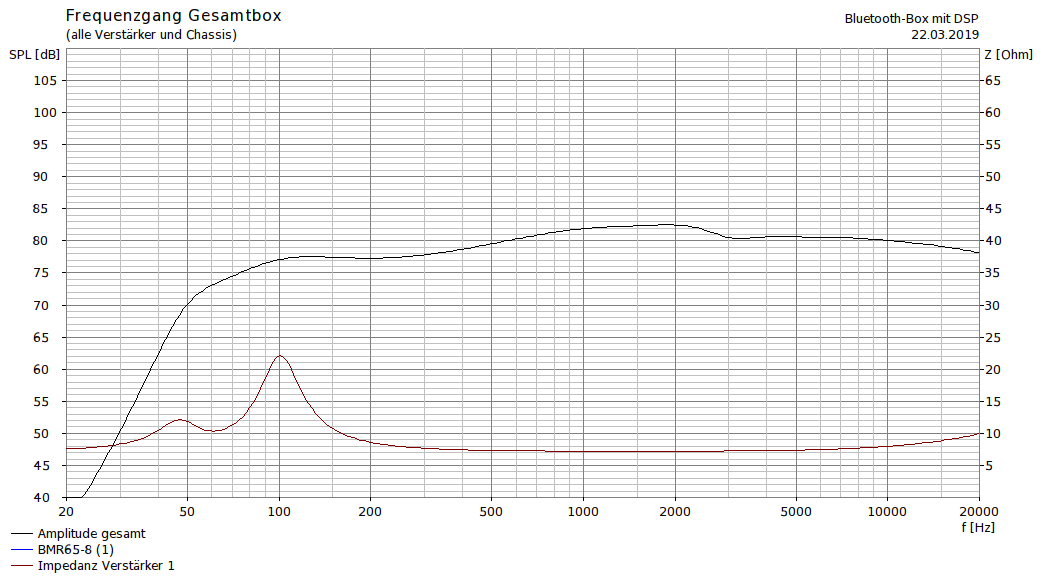 Frequenzgang Gesamtbox
(alle Verstärker und Chassis)
Bluetooth-Box mit DSP
22.03.2019
SPL [dB]
Z [Ohm]
105
65
100
60
95
55
90
50
85
45
80
40
75
35
70
30
65
25
60
20
55
15
50
10
45
5
40
20 50 100 200 500 1000 2000 5000 10000 20000
f [Hz]
Amplitude gesamt
BMR65-8 (1)
Impedanz Verstärker 1